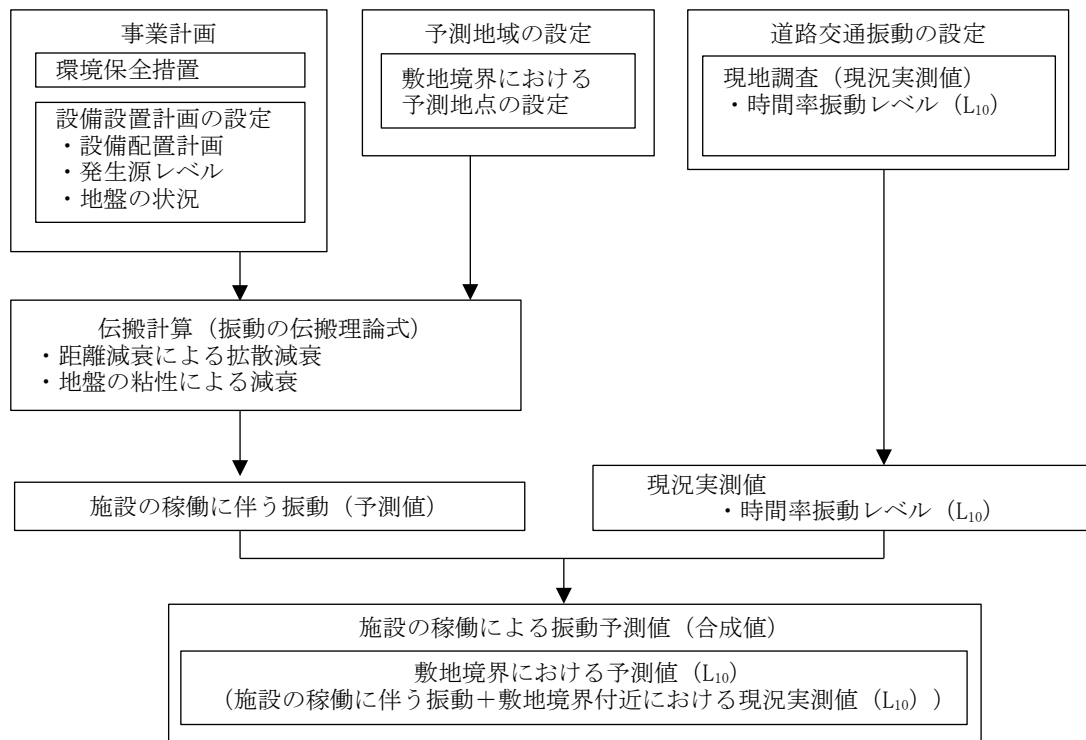 事業計画
環境保全措置
設備設置計画の設定
・設備配置計画
・発生源レベル
・地盤の状況
予測地域の設定
敷地境界における
予測地点の設定
道路交通振動の設定
現地調査（現況実測値）
・時間率振動レベル（L10）
伝搬計算（振動の伝搬理論式）
・距離減衰による拡散減衰
・地盤の粘性による減衰
施設の稼働に伴う振動（予測値）
現況実測値
・時間率振動レベル（L10）
施設の稼働による振動予測値（合成値）
敷地境界における予測値（L10）
（施設の稼働に伴う振動＋敷地境界付近における現況実測値（L10））